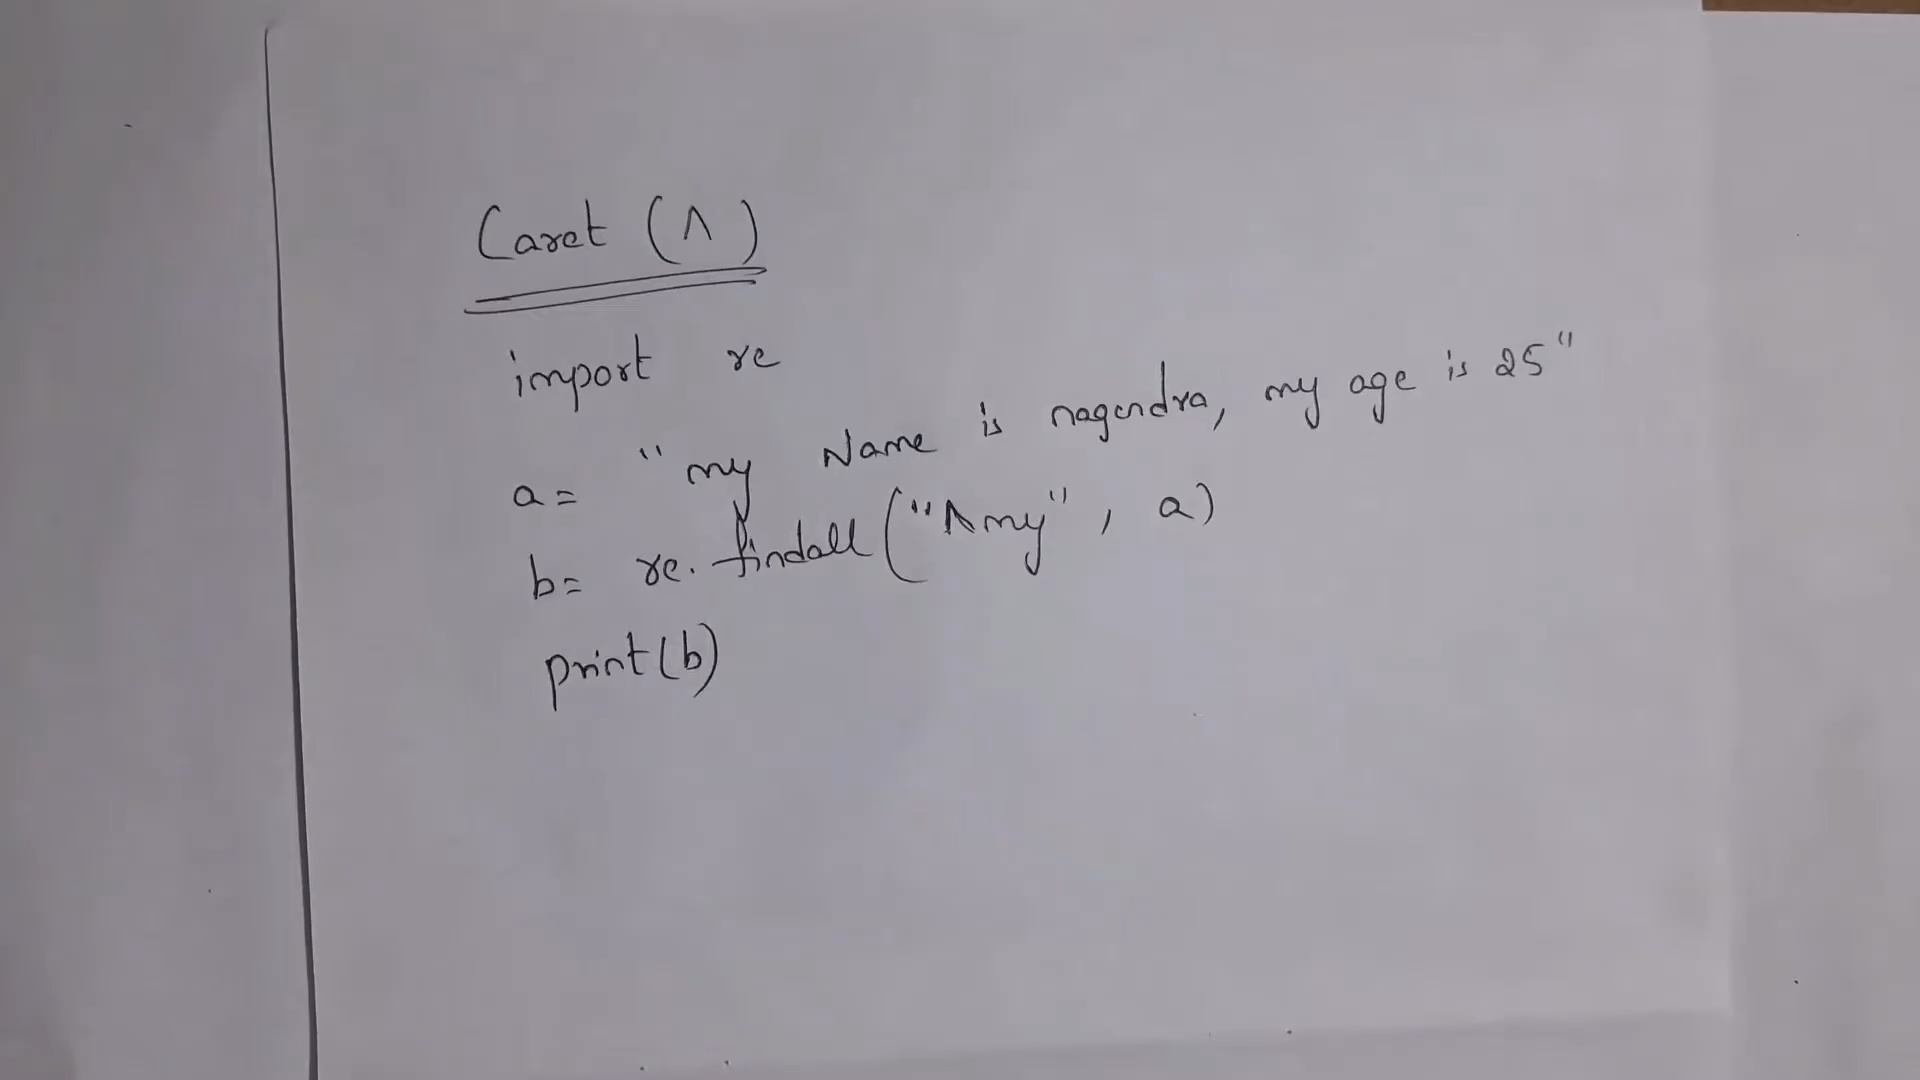 Caret (^)
import re
a= "my Name is nagendra, my age is 25"
b= re.findall("^my", a)
print(b)